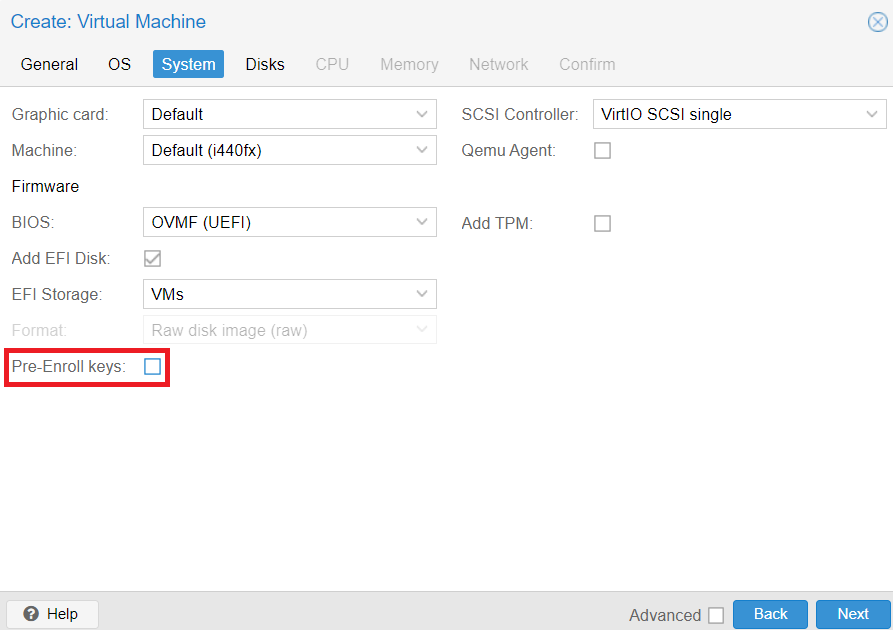 Create: Virtual Machine
General OS System Disks CPU Memory Network Confirm
Graphic card: Default SCSI Controller: VirtIO SCSI single
Machine: Default (i440fx) Qemu Agent:
Firmware
BIOS: OVMF (UEFI) Add TPM:
Add EFI Disk:
EFI Storage: VMs
Format: Raw disk image (raw)
Pre-Enroll keys:
? Help Advanced Back Next